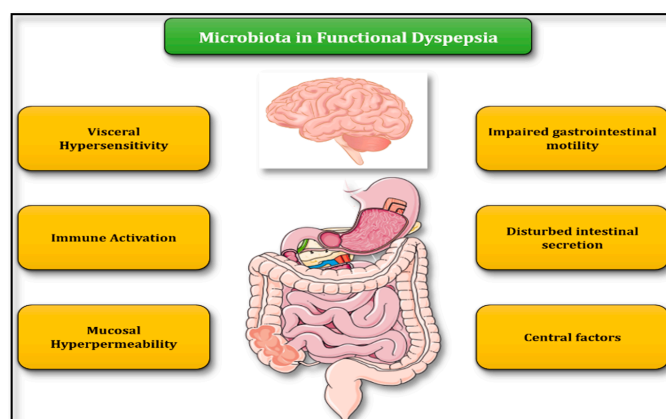 Microbiota in Functional Dyspepsia
Visceral
Hypersensitivity
Immune Activation
Mucosal
Hyperpermeability
Impaired gastrointestinal
motility
Disturbed intestinal
secretion
Central factors